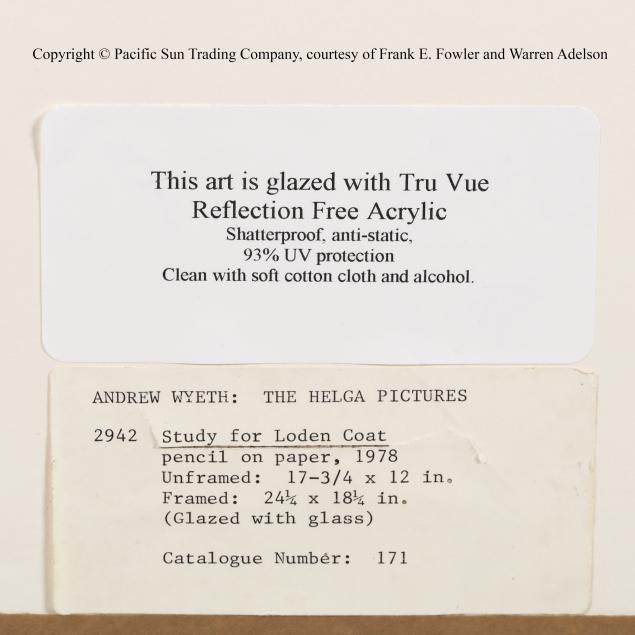 Copyright © Pacific Sun Trading Company, courtesy of Frank E. Fowler and Warren Adelson
This art is glazed with Tru Vue
Reflection Free Acrylic
Shatterproof, anti-static,
93% UV protection
Clean with soft cotton cloth and alcohol.
ANDREW WYETH: THE HELGA PICTURES
2942 Study for Loden Coat
pencil on paper, 1978
Unframed: 17-3/4 x 12 in.
Framed: 24¼ x 18¼ in.
(Glazed with glass)
Catalogue Number: 171